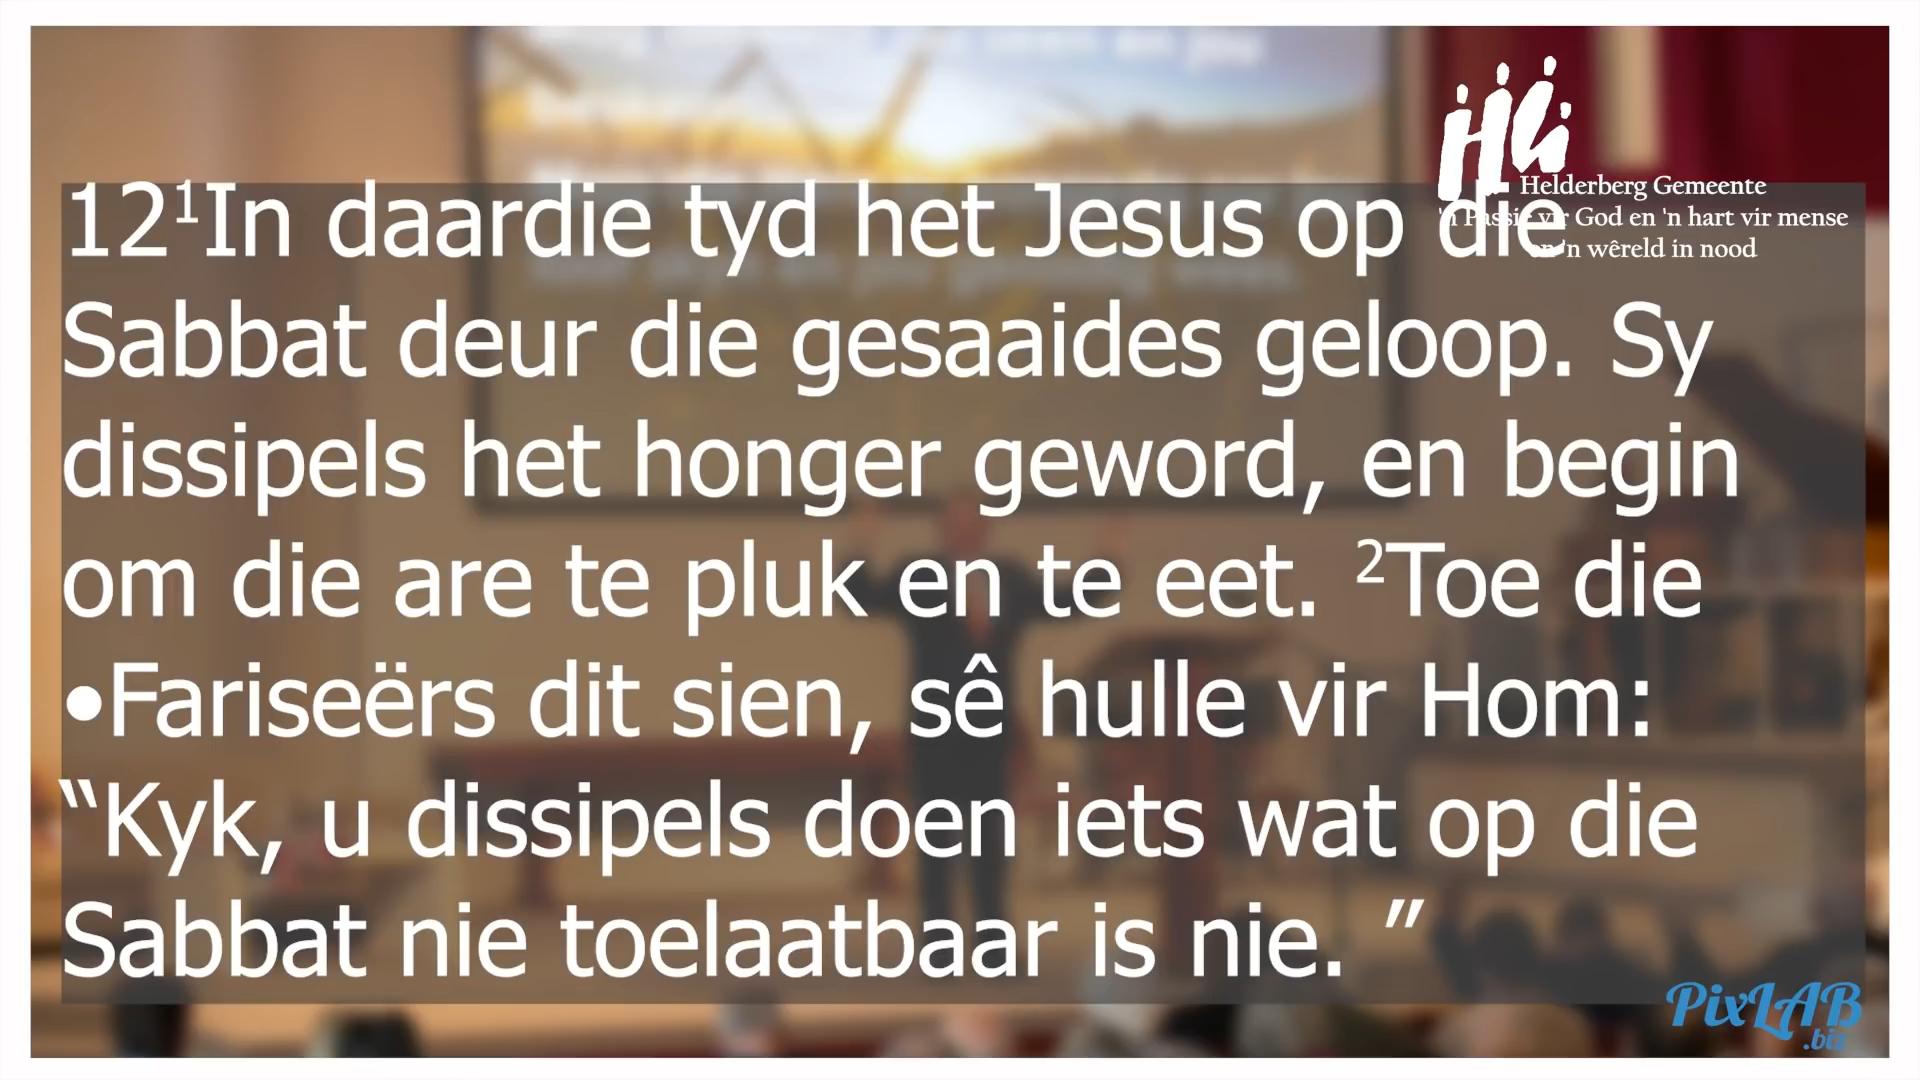 Helderberg Gemeente
'n Passie vir God en 'n hart vir mense
en 'n wêreld in nood
12¹In daardie tyd het Jesus op die
Sabbat deur die gesaaides geloop. Sy
dissipels het honger geword, en begin
om die are te pluk en te eet. ²Toe die
•Fariseërs dit sien, sê hulle vir Hom:
“Kyk, u dissipels doen iets wat op die
Sabbat nie toelaatbaar is nie. ”
PixLAB
.biz